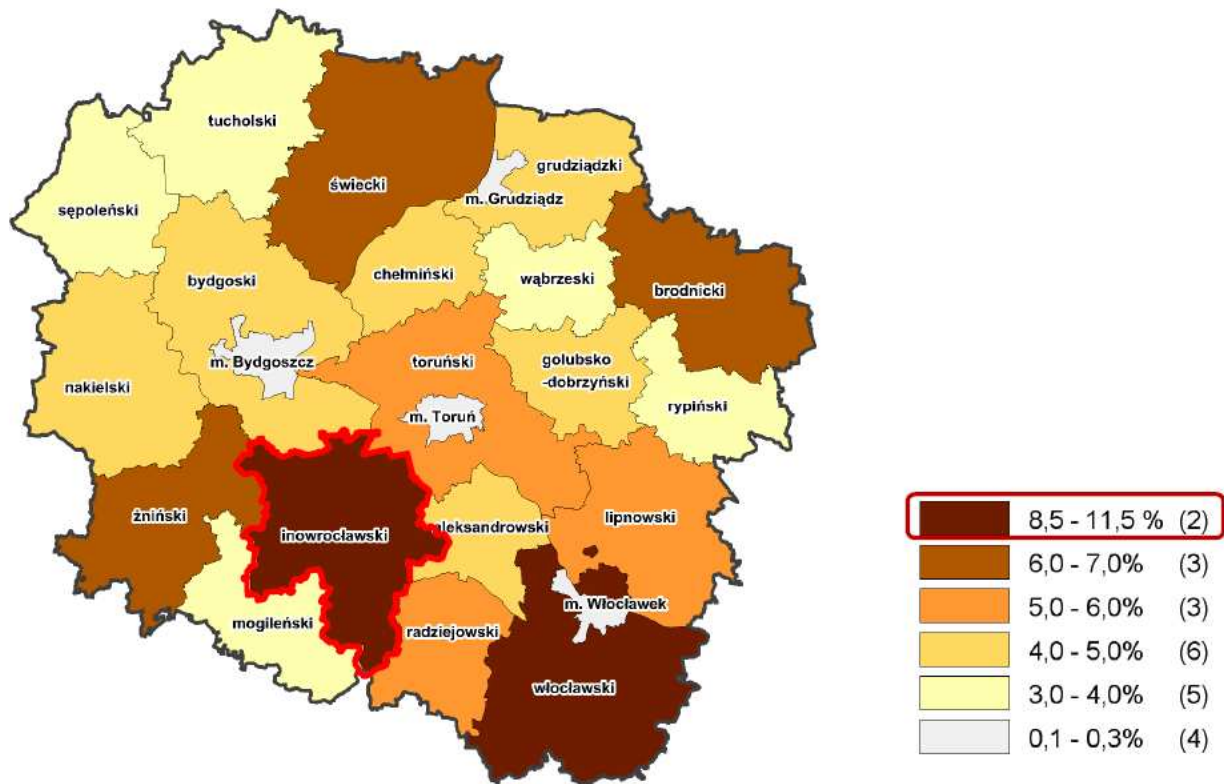 tucholski
grudziądzki
świecki
m. Grudziądz
sępoleński
chełmiński
wąbrzeski
bydgoski
brodnicki
m. Bydgoszcz
toruński
golubsko
-dobrzyński
nakielski
rypiński
m. Toruń
żniński
inowrocławski
aleksandrowski
lipnowski
mogileński
radziejowski
m. Włocławek
włocławski
8,5 - 11,5 % (2)
6,0 - 7,0% (3)
5,0 - 6,0% (3)
4,0 - 5,0% (6)
3,0 - 4,0% (5)
0,1 - 0,3% (4)